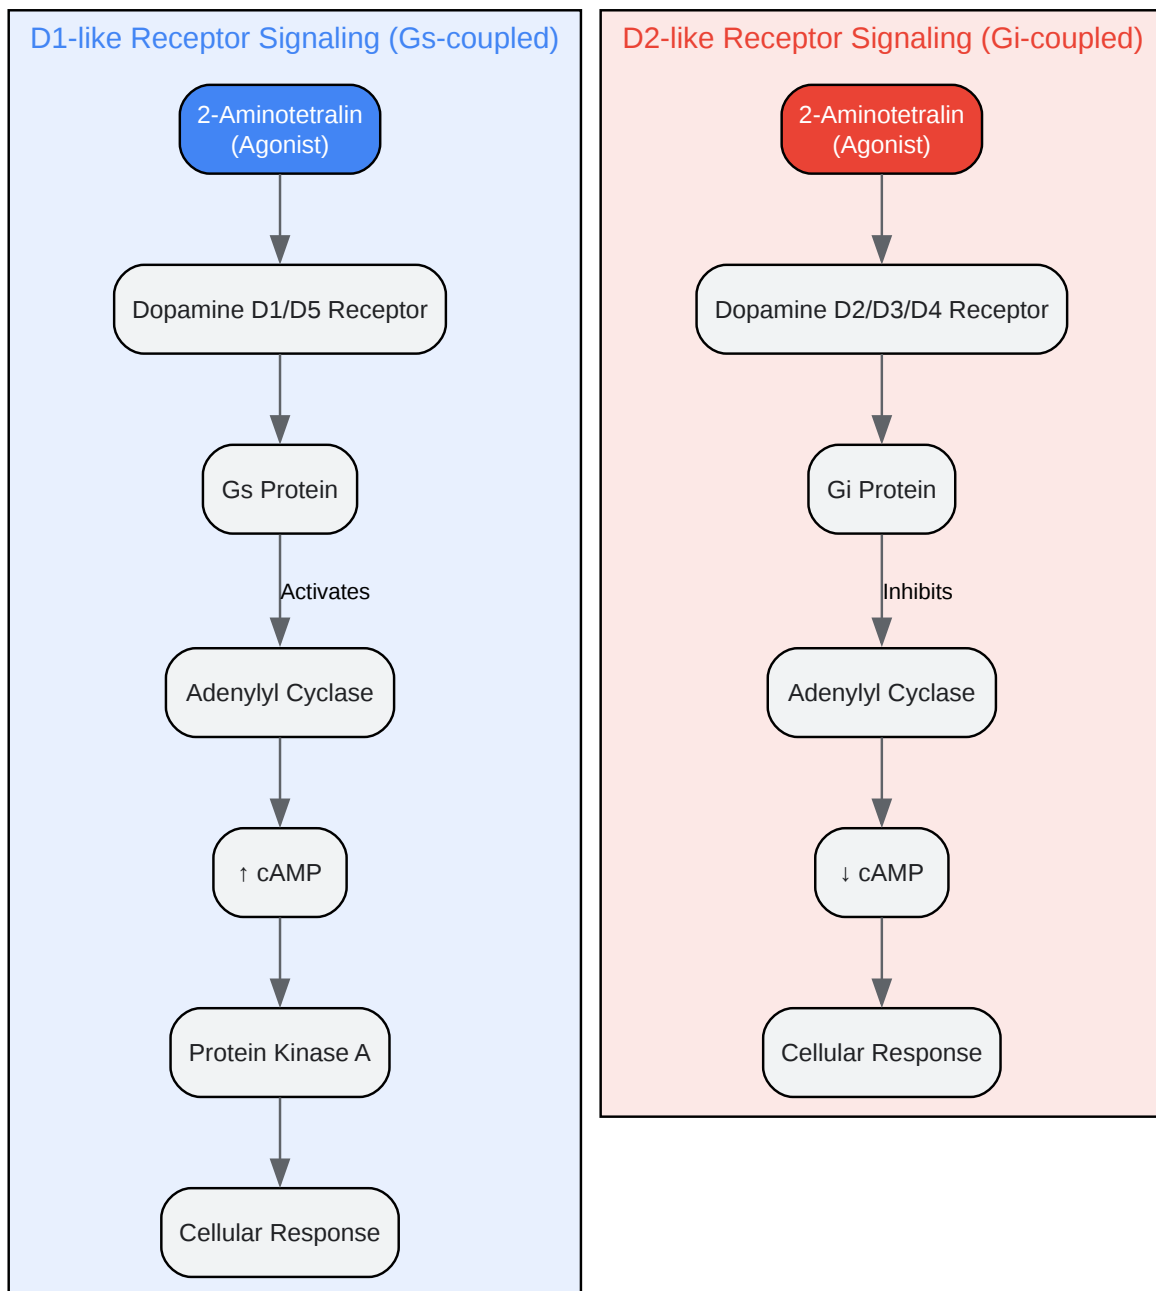 D1-like Receptor Signaling (Gs-coupled)
2-Aminotetralin
(Agonist)
Dopamine D1/D5 Receptor
Gs Protein
Activates
Adenylyl Cyclase
↑ cAMP
Protein Kinase A
Cellular Response
D2-like Receptor Signaling (Gi-coupled)
2-Aminotetralin
(Agonist)
Dopamine D2/D3/D4 Receptor
Gi Protein
Inhibits
Adenylyl Cyclase
↓ cAMP
Cellular Response